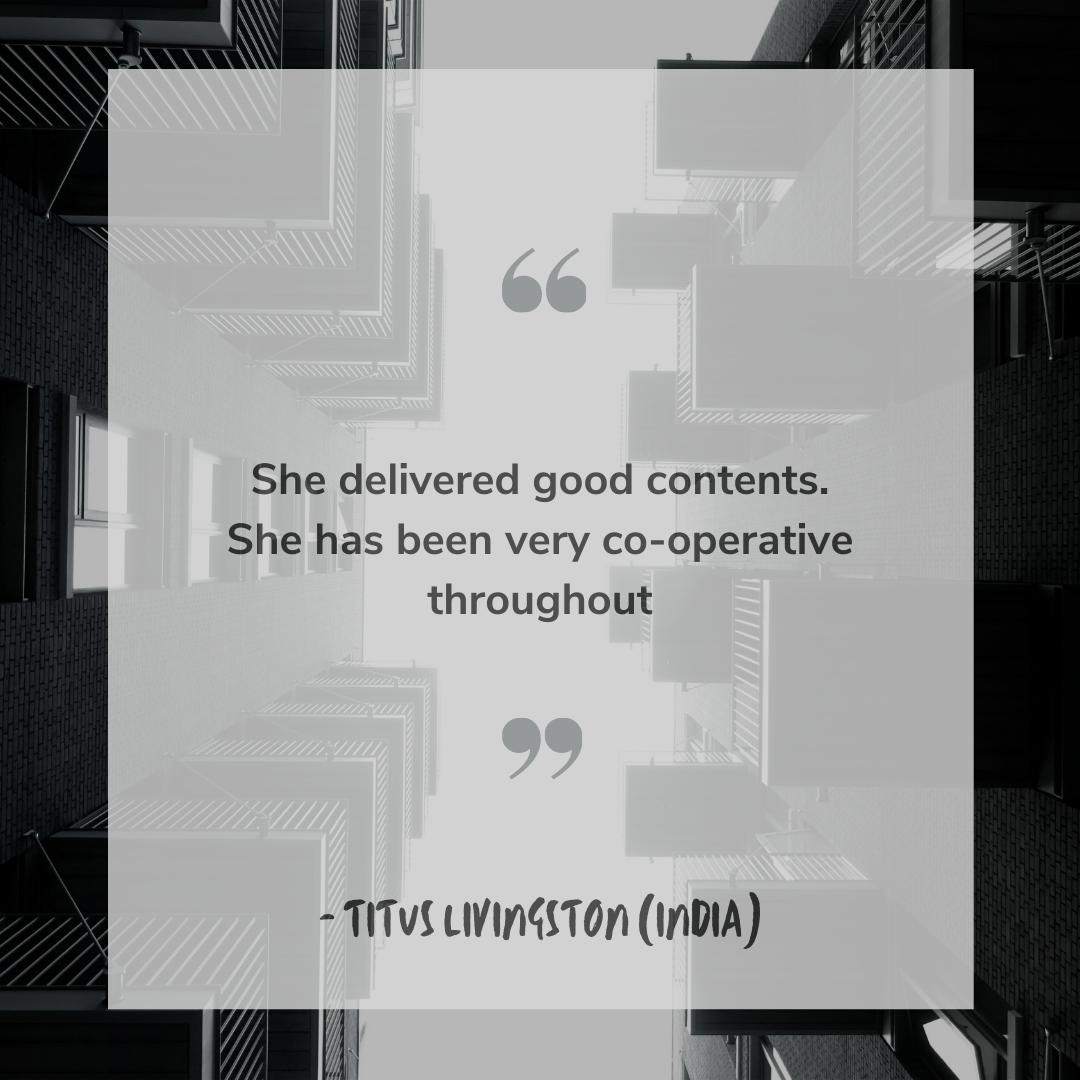 “
She delivered good contents.
She has been very co-operative
throughout
”
- TITUS LIVINGSTON (INDIA)